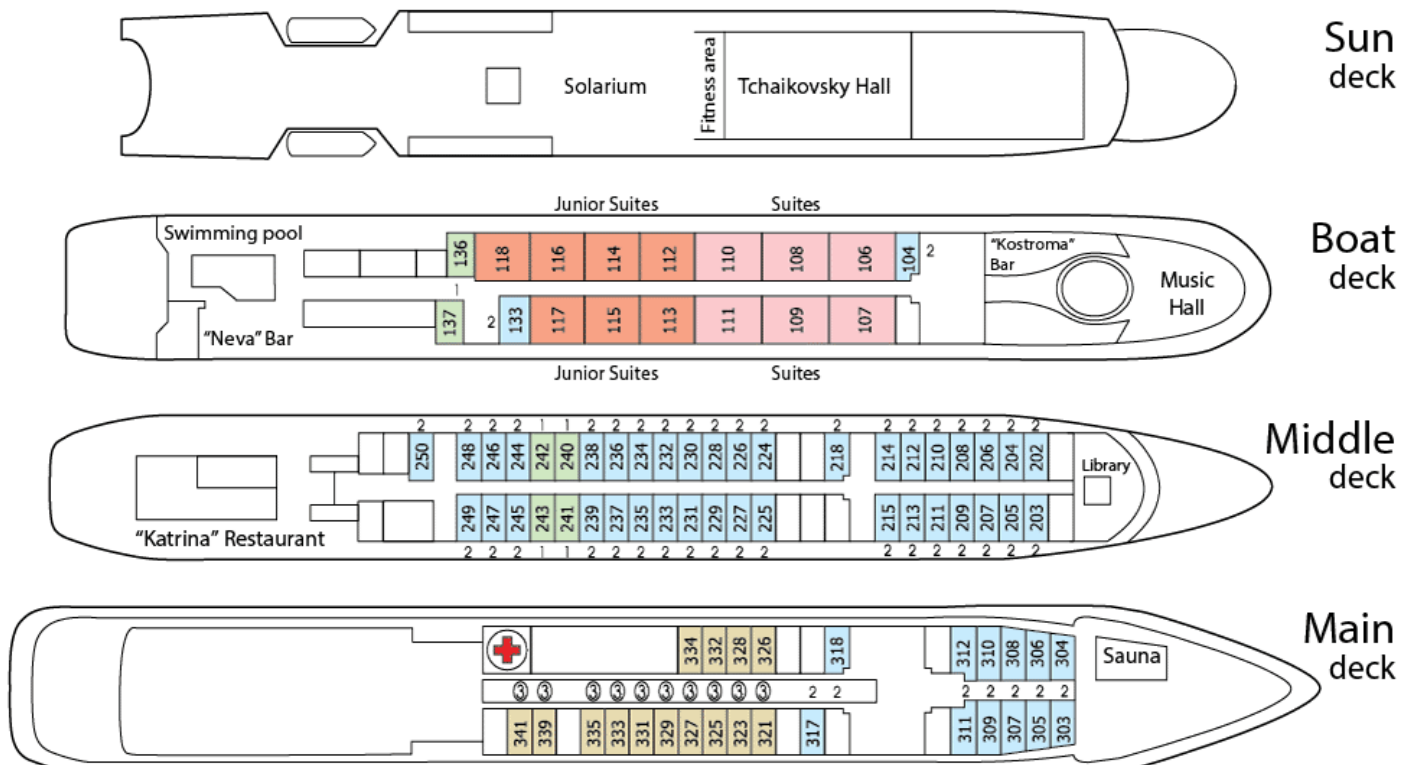 Sun
deck
Solarium
Fitness area
Tchaikovsky Hall
Junior Suites
Suites
Boat
deck
Swimming pool
136 118 116 114 112 110 108 106 104 2
"Kostroma"
Bar
Music
Hall
1
137 2 133 117 115 113 111 109 107
"Neva" Bar
Junior Suites
Suites
Middle
deck
2 2 2 2 1 1 2 2 2 2 2 2 2 2 2 2 2 2 2 2 2 2
250 248 246 244 242 240 238 236 234 232 230 228 226 224 218 214 212 210 208 206 204 202
Library
249 247 245 243 241 239 237 235 233 231 229 227 225 215 213 211 209 207 205 203
2 2 2 1 1 2 2 2 2 2 2 2 2 2 2 2 2 2 2 2
"Katrina" Restaurant
Main
deck
334 332 328 326 318 312 310 308 306 304
Sauna
3 3 3 3 3 3 3 3 3 3 2 2 2 2 2 2 2
341 339 335 333 331 329 327 325 323 321 317 311 309 307 305 303